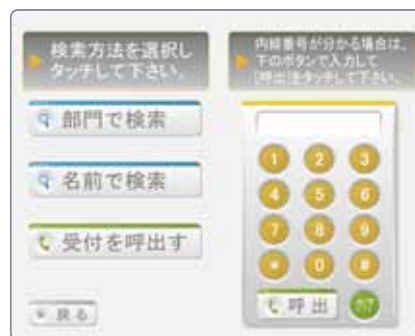 検索方法を選択し
タッチして下さい。
部門で検索
名前で検索
受付を呼出す
戻る
内線番号が分かる場合は、
下のボタンで入力して
[呼出]をタッチして下さい。
1 2 3
4 5 6
7 8 9
* 0 #
呼出